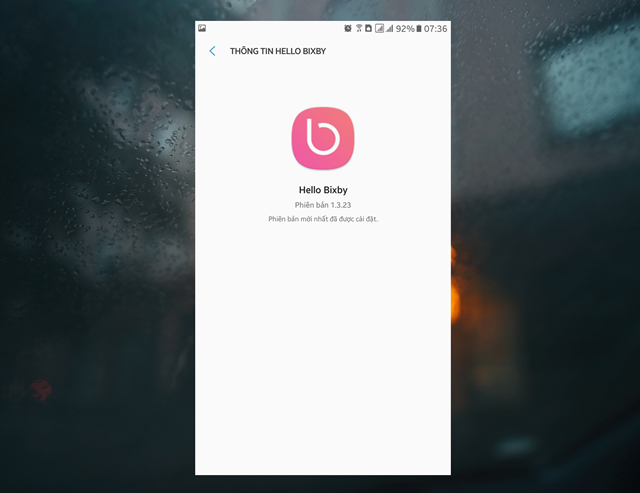 92% 07:36
THÔNG TIN HELLO BIXBY
Hello Bixby
Phiên bản 1.3.23
Phiên bản mới nhất đã được cài đặt.